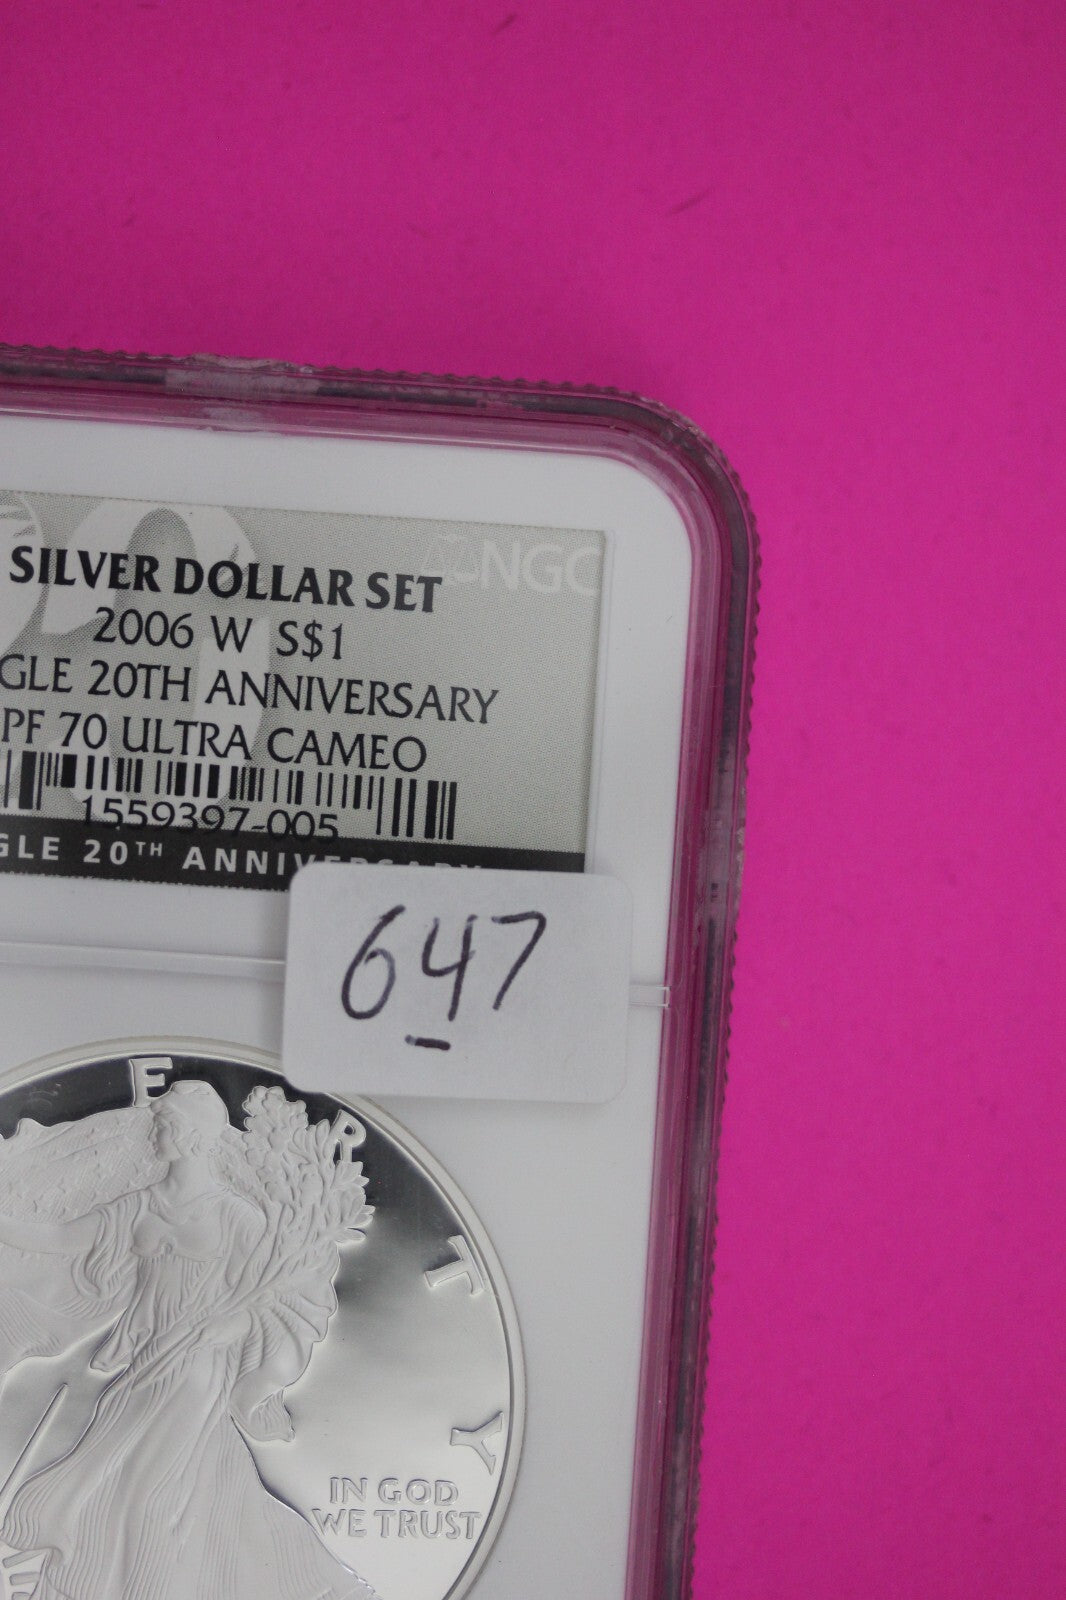 NGC
SILVER DOLLAR SET
2006 W S$1
GLE 20TH ANNIVERSARY
PF 70 ULTRA CAMEO
1559397-005
GLE 20TH ANNIVERSARY
647
E R T Y
IN GOD
WE TRUST